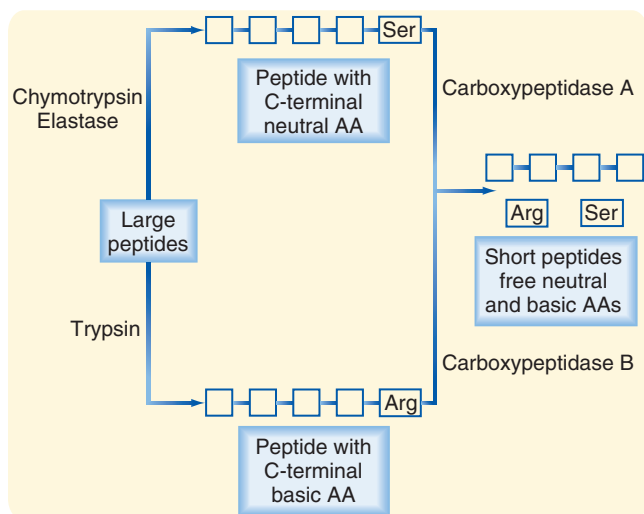 Ser
Peptide with
C-terminal
neutral AA
Chymotrypsin
Elastase
Carboxypeptidase A
Large
peptides
Arg
Ser
Short peptides
free neutral
and basic AAs
Trypsin
Carboxypeptidase B
Arg
Peptide with
C-terminal
basic AA